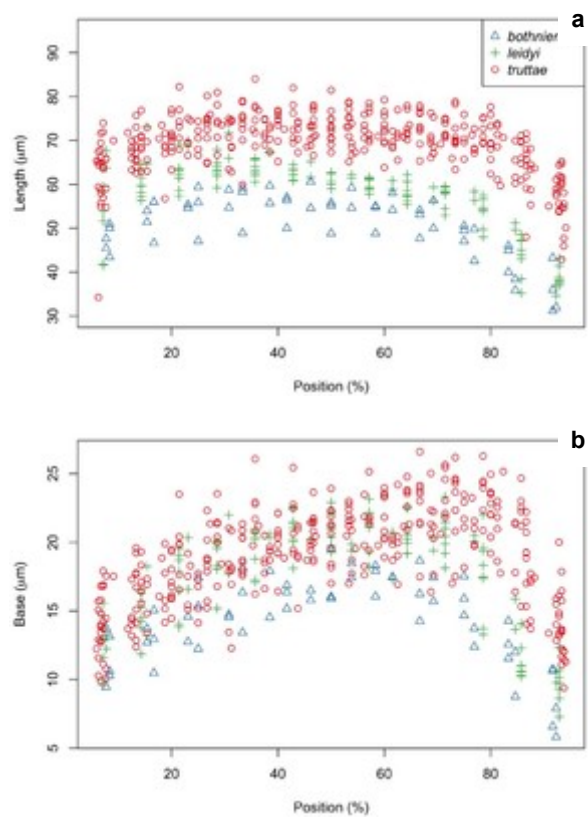 a
bothnien
leidyi
truttae
90
80
70
60
50
40
30
Length (μm)
20 40 60 80
Position (%)
b
25
20
15
10
5
Base (μm)
20 40 60 80
Position (%)